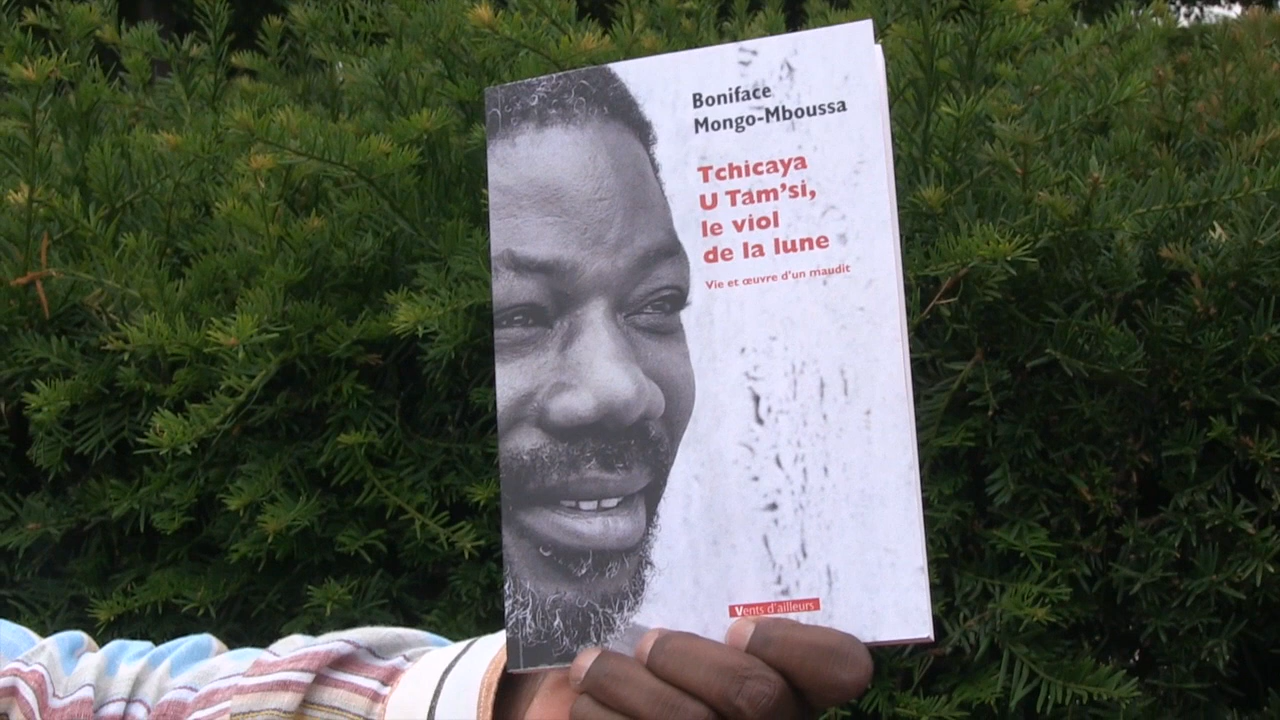 Boniface
Mongo-Mboussa
Tchicaya
U Tam'si,
le viol
de la lune
Vie et œuvre d'un maudit
Vents d'ailleurs